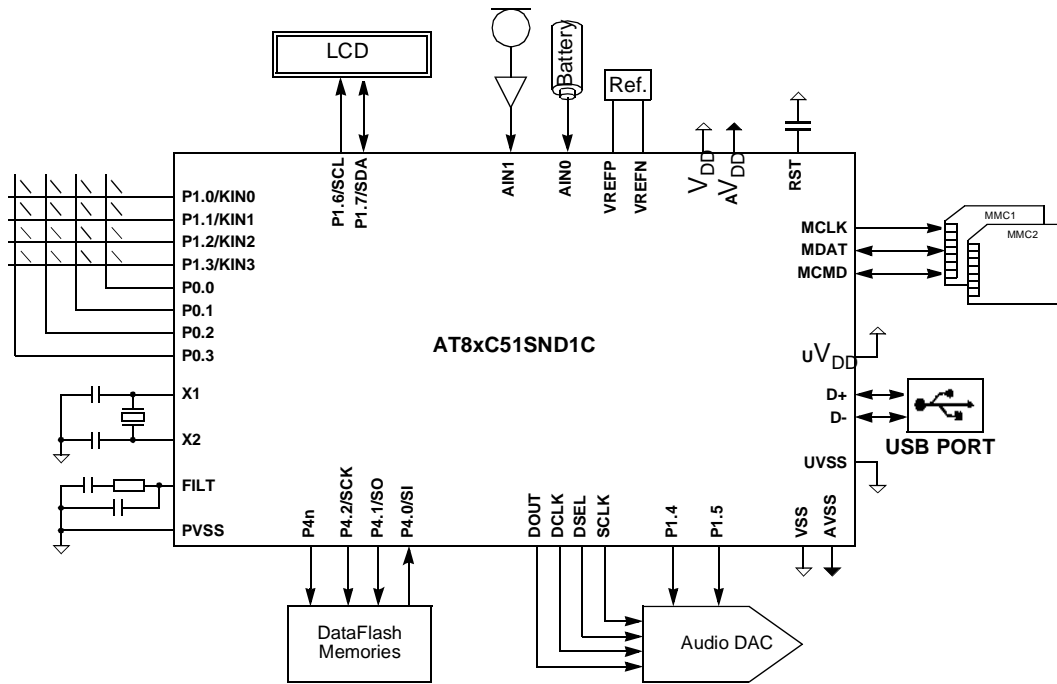 LCD
Battery
Ref.
P1.6/SCL
P1.7/SDA
AIN1
AIN0
VREFP
VREFN
VDD
AVDD
RST
P1.0/KIN0
P1.1/KIN1
P1.2/KIN2
P1.3/KIN3
P0.0
P0.1
P0.2
P0.3
X1
X2
FILT
PVSS
AT8xC51SND1C
MCLK
MDAT
MCMD
MMC1
MMC2
UVDD
D+
D-
USB PORT
UVSS
P4n
P4.2/SCK
P4.1/SO
P4.0/SI
DOUT
DCLK
DSEL
SCLK
P1.4
P1.5
VSS
AVSS
DataFlash
Memories
Audio DAC